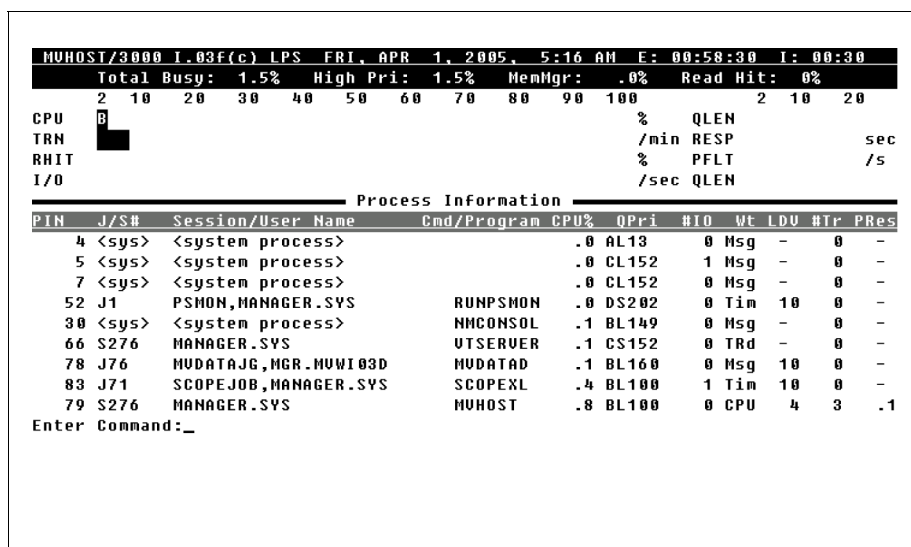 MVHOST/3000 I.03f(c) LPS FRI, APR 1, 2005, 5:16 AM E: 00:58:30 I: 00:30
Total Busy: 1.5% High Pri: 1.5% MemMgr: .0% Read Hit: 0%
2 10 20 30 40 50 60 70 80 90 100 2 10 20
CPU B % QLEN
TRN /min RESP sec
RHIT % PFLT /s
I/O /sec QLEN
Process Information
PIN J/S# Session/User Name Cmd/Program CPU% QPri #IO Wt LDV #Tr PRes
4 <sys> <system process> .0 AL13 0 Msg - 0 -
5 <sys> <system process> .0 CL152 1 Msg - 0 -
7 <sys> <system process> .0 CL152 0 Msg - 0 -
52 J1 PSMON,MANAGER.SYS RUNPSMON .0 DS202 0 Tim 10 0 -
30 <sys> <system process> NMCONSOL .1 BL149 0 Msg - 0 -
66 S276 MANAGER.SYS VTSERVER .1 CS152 0 TRd - 0 -
78 J76 MVDATAJG,MGR.MVWI03D MVDATAD .1 BL160 0 Msg 10 0 -
83 J71 SCOPEJOB,MANAGER.SYS SCOPEXL .4 BL100 1 Tim 10 0 -
79 S276 MANAGER.SYS MVHOST .8 BL100 0 CPU 4 3 .1
Enter Command:_